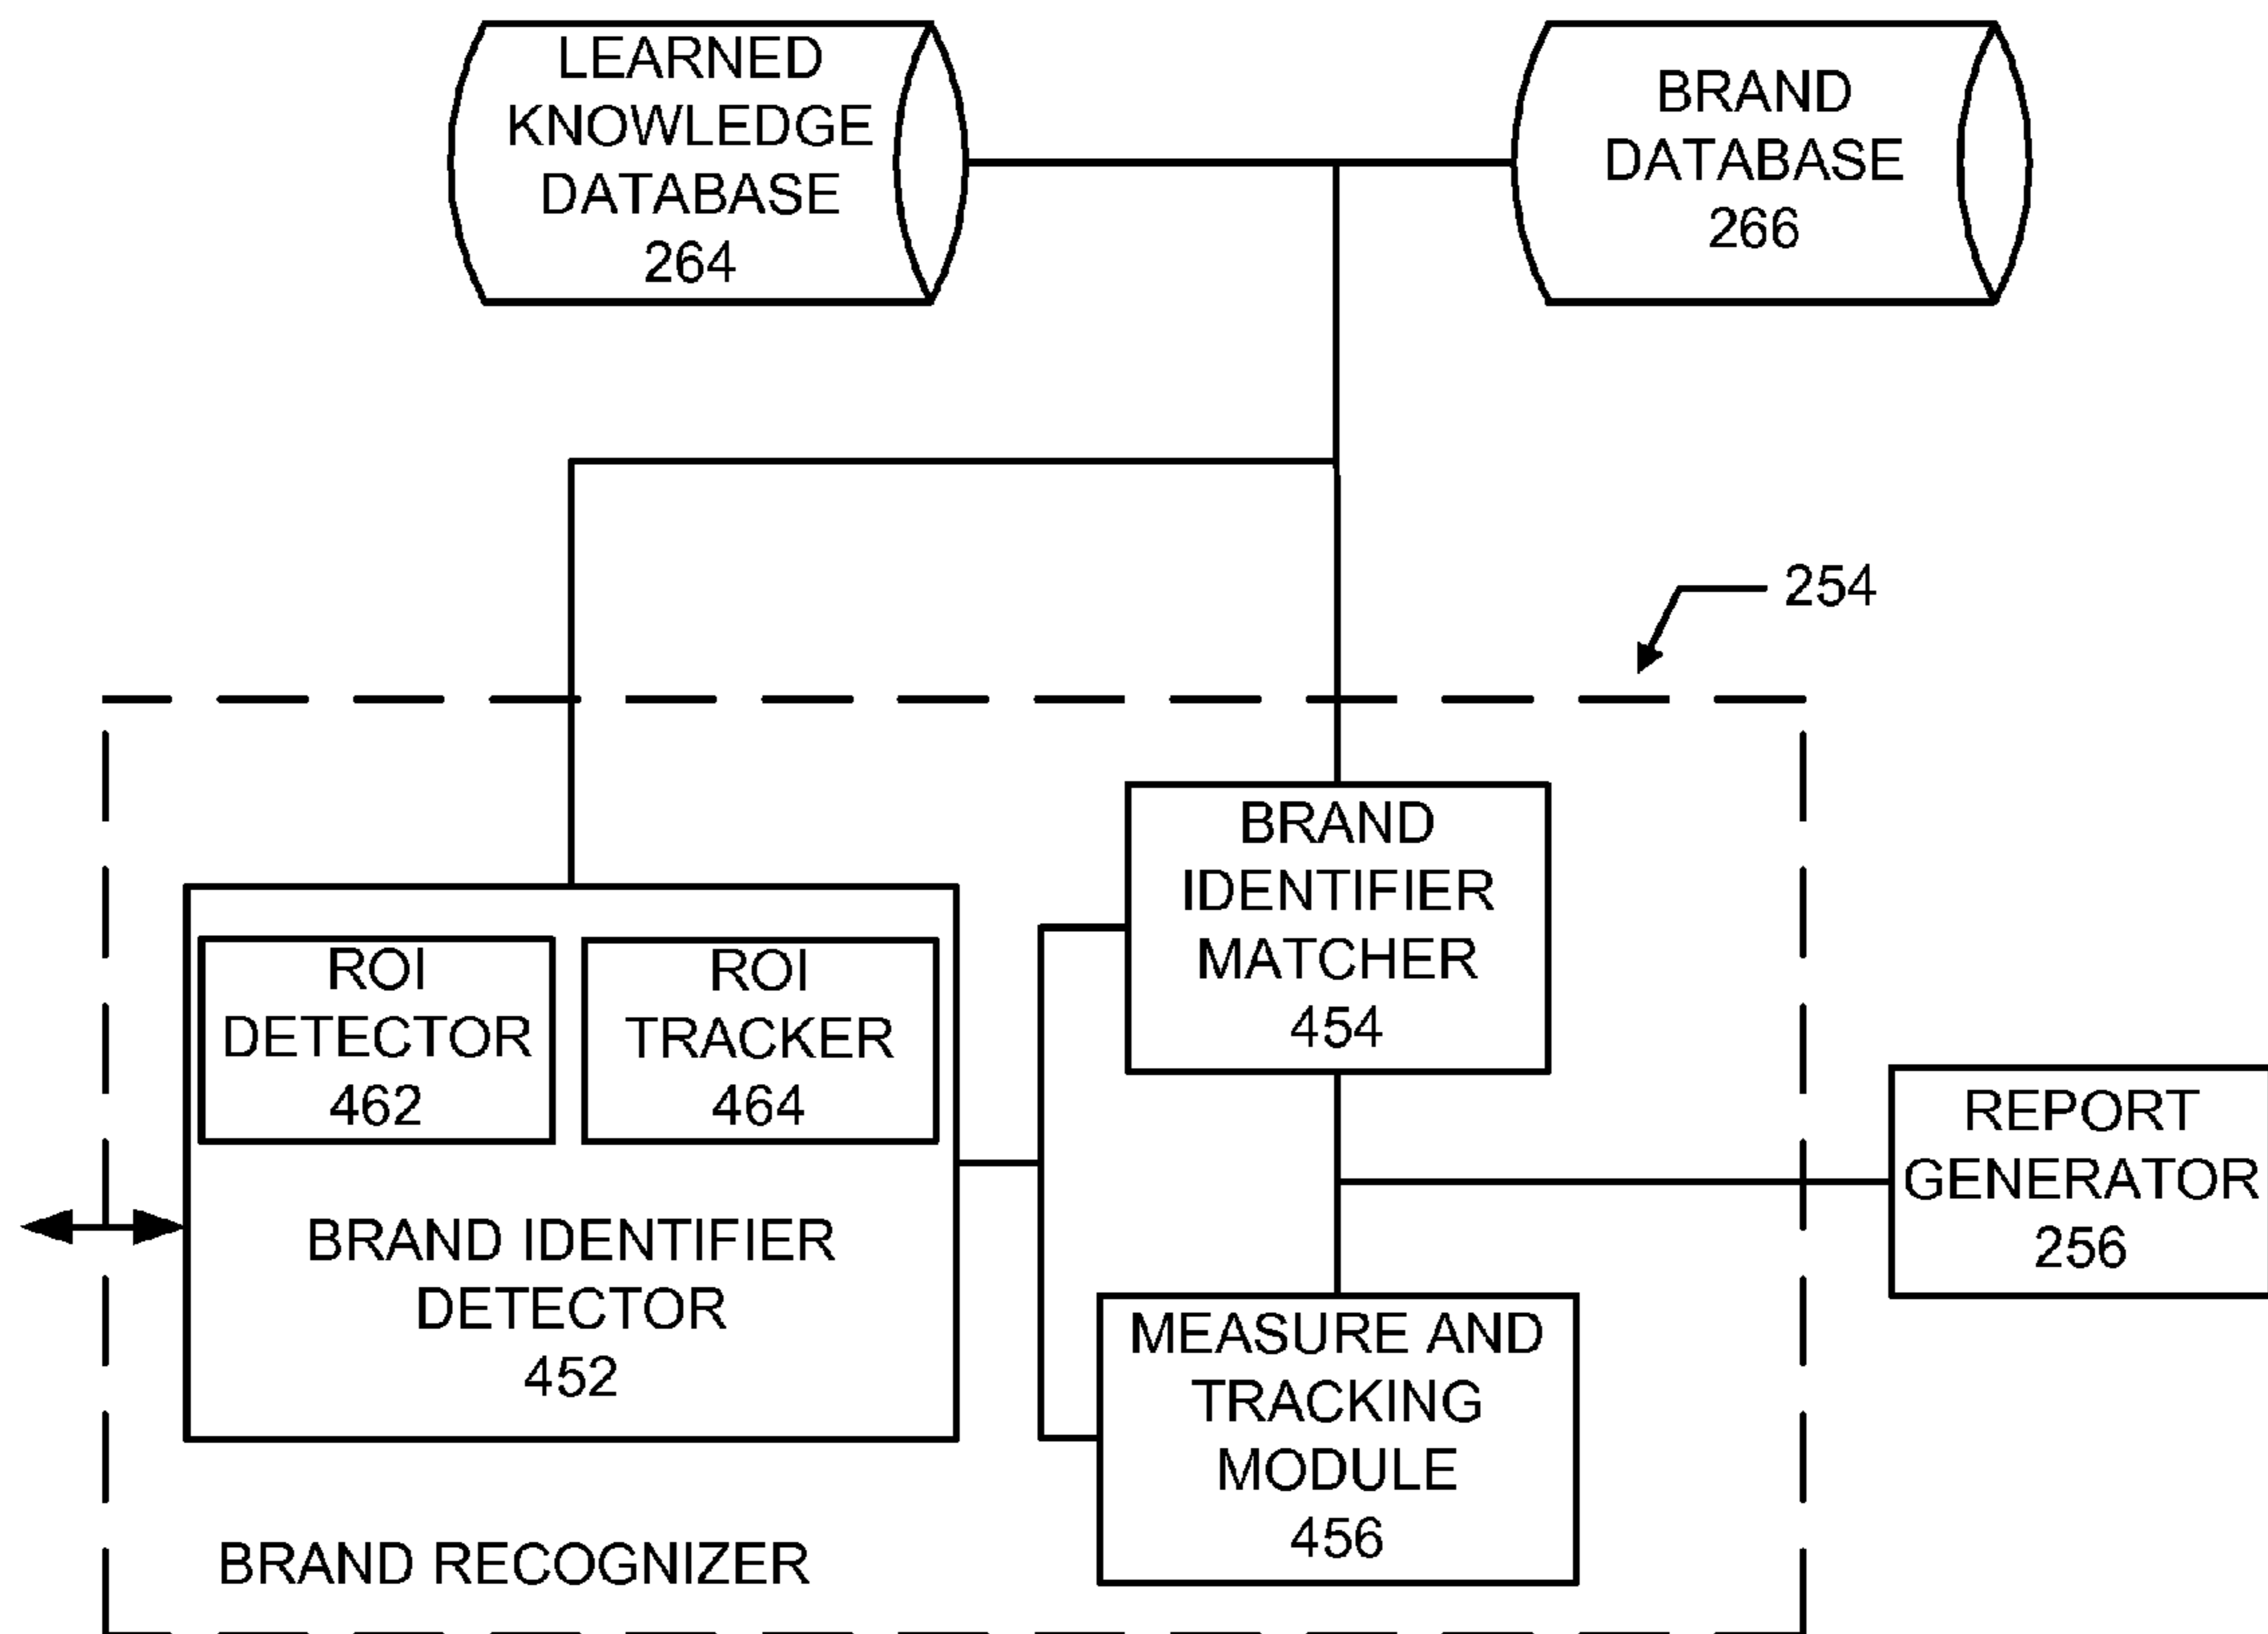 LEARNED
KNOWLEDGE
DATABASE
264
BRAND
DATABASE
266
254
BRAND
IDENTIFIER
MATCHER
454
ROI
DETECTOR
462
ROI
TRACKER
464
BRAND IDENTIFIER
DETECTOR
452
REPORT
GENERATOR
256
MEASURE AND
TRACKING
MODULE
456
BRAND RECOGNIZER